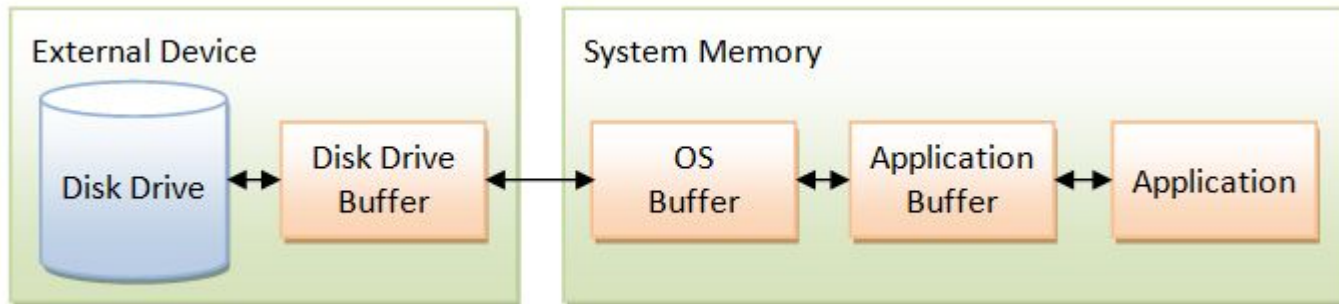 External Device
Disk Drive
Disk Drive
Buffer
System Memory
OS
Buffer
Application
Buffer
Application